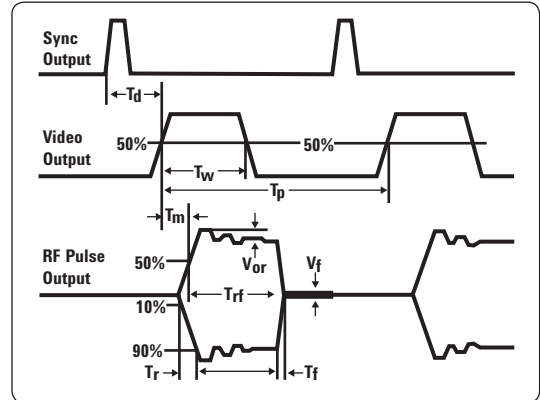 Sync
Output
Td
Video
Output
50%
50%
Tw
Tp
Tm
RF Pulse
Output
50%
Vor
Vf
Trf
10%
90%
Tr
Tf